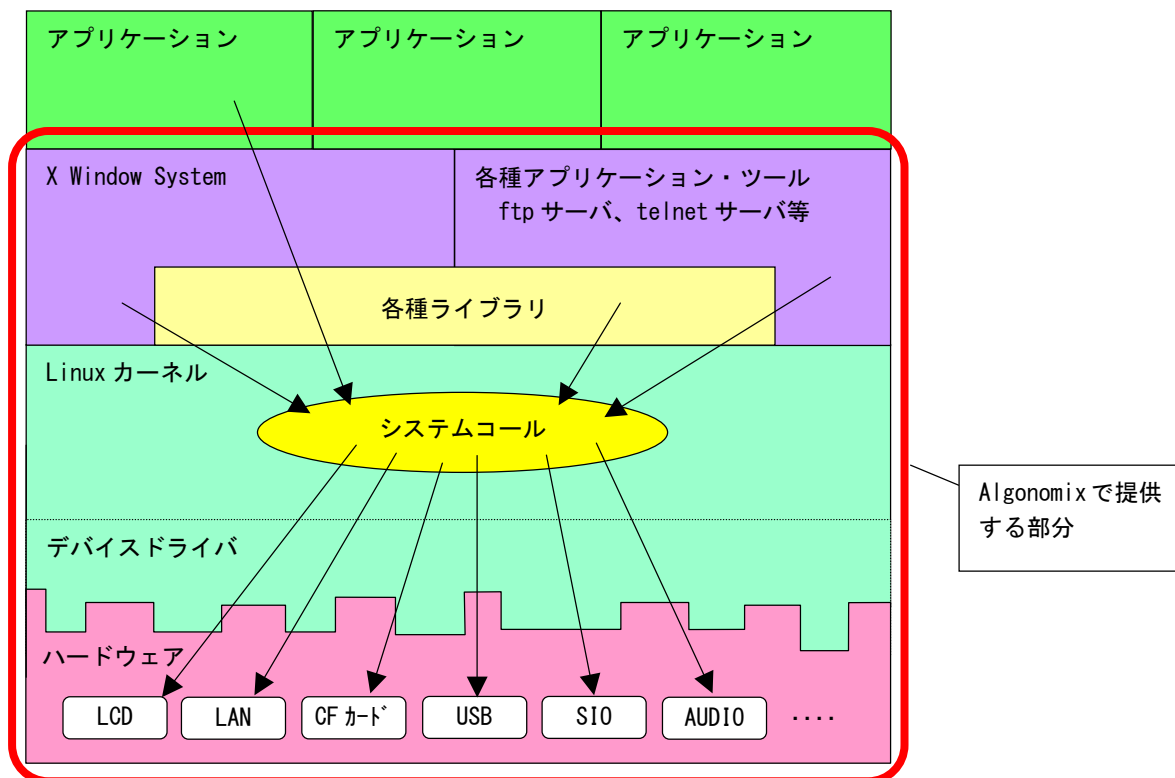 アプリケーション
アプリケーション
アプリケーション
X Window System
各種アプリケーション・ツール
ftp サーバ、telnet サーバ等
各種ライブラリ
Linux カーネル
システムコール
Algonomix で提供
する部分
デバイスドライバ
ハードウェア
LCD
LAN
CF ｶｰﾄﾞ
USB
SIO
AUDIO
････